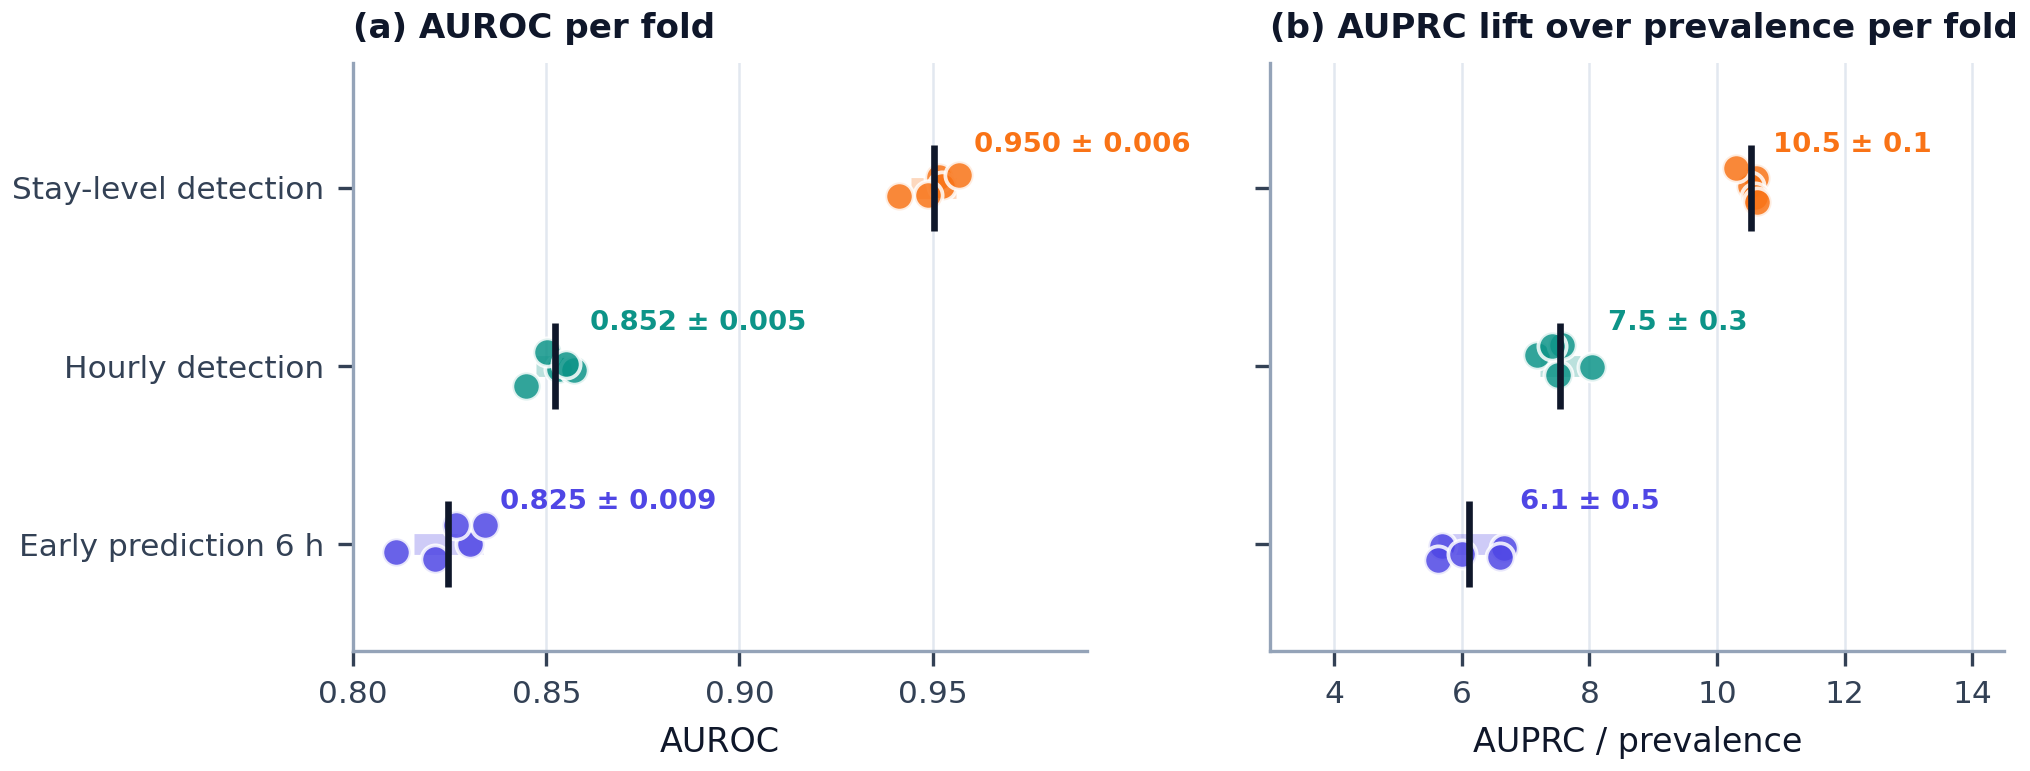 (a) AUROC per fold
Stay-level detection
Hourly detection
Early prediction 6 h
0.950 ± 0.006
0.852 ± 0.005
0.825 ± 0.009
0.80 0.85 0.90 0.95
AUROC
(b) AUPRC lift over prevalence per fold
10.5 ± 0.1
7.5 ± 0.3
6.1 ± 0.5
4 6 8 10 12 14
AUPRC / prevalence